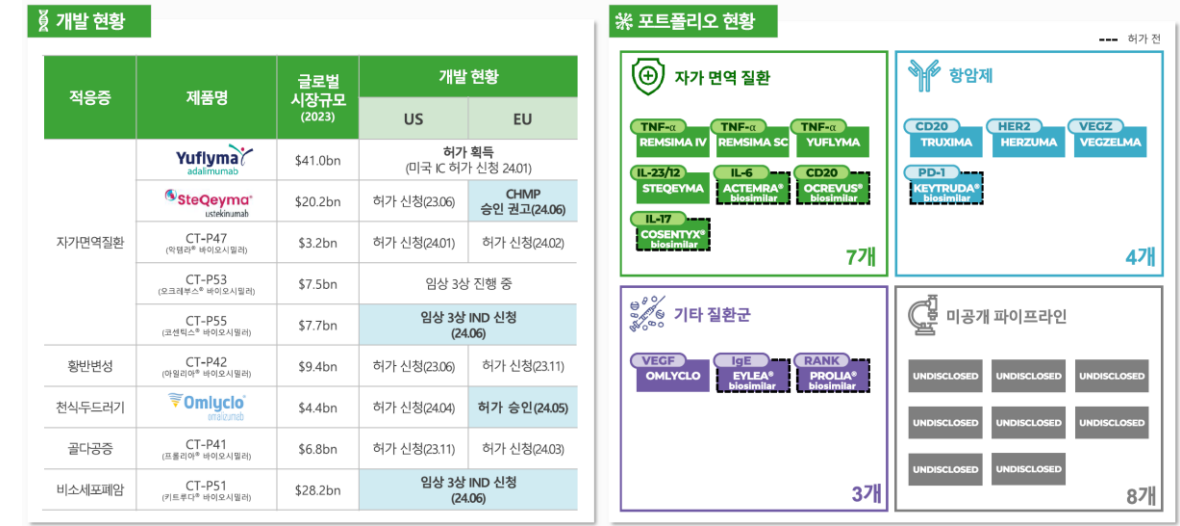 개발 현황
적응증
제품명
글로벌
시장규모
(2023)
개발 현황
US
EU
자가면역질환
Yuflyma
adalimumab
$41.0bn
허가 획득
(미국 IC 허가 신청 24.01)
SteQeyma®
ustekinumab
$20.2bn
허가 신청(23.06)
CHMP
승인 권고(24.06)
CT-P47
(악템라® 바이오시밀러)
$3.2bn
허가 신청(24.01)
허가 신청(24.02)
CT-P53
(오크레부스® 바이오시밀러)
$7.5bn
임상 3상 진행 중
CT-P55
(코센틱스® 바이오시밀러)
$7.7bn
임상 3상 IND 신청
(24.06)
황반변성
CT-P42
(아일리아® 바이오시밀러)
$9.4bn
허가 신청(23.06)
허가 신청(23.11)
천식두드러기
Omlyclo
omalizumab
$4.4bn
허가 신청(24.04)
허가 승인(24.05)
골다공증
CT-P41
(프롤리아® 바이오시밀러)
$6.8bn
허가 신청(23.11)
허가 신청(24.03)
비소세포폐암
CT-P51
(키트루다® 바이오시밀러)
$28.2bn
임상 3상 IND 신청
(24.06)
포트폴리오 현황
--- 허가 전
자가 면역 질환
TNF-α
REMSIMA IV
TNF-α
REMSIMA SC
TNF-α
YUFLYMA
IL-23/12
STEQEYMA
IL-6
ACTEMRA®
biosimilar
CD20
OCREVUS®
biosimilar
IL-17
COSENTYX®
biosimilar
7개
항암제
CD20
TRUXIMA
HER2
HERZUMA
VEGZ
VEGZELMA
PD-1
KEYTRUDA®
biosimilar
4개
기타 질환군
VEGF
OMLYCLO
IgE
EYLEA®
biosimilar
RANK
PROLIA®
biosimilar
3개
미공개 파이프라인
UNDISCLOSED
UNDISCLOSED
UNDISCLOSED
UNDISCLOSED
UNDISCLOSED
UNDISCLOSED
UNDISCLOSED
UNDISCLOSED
8개